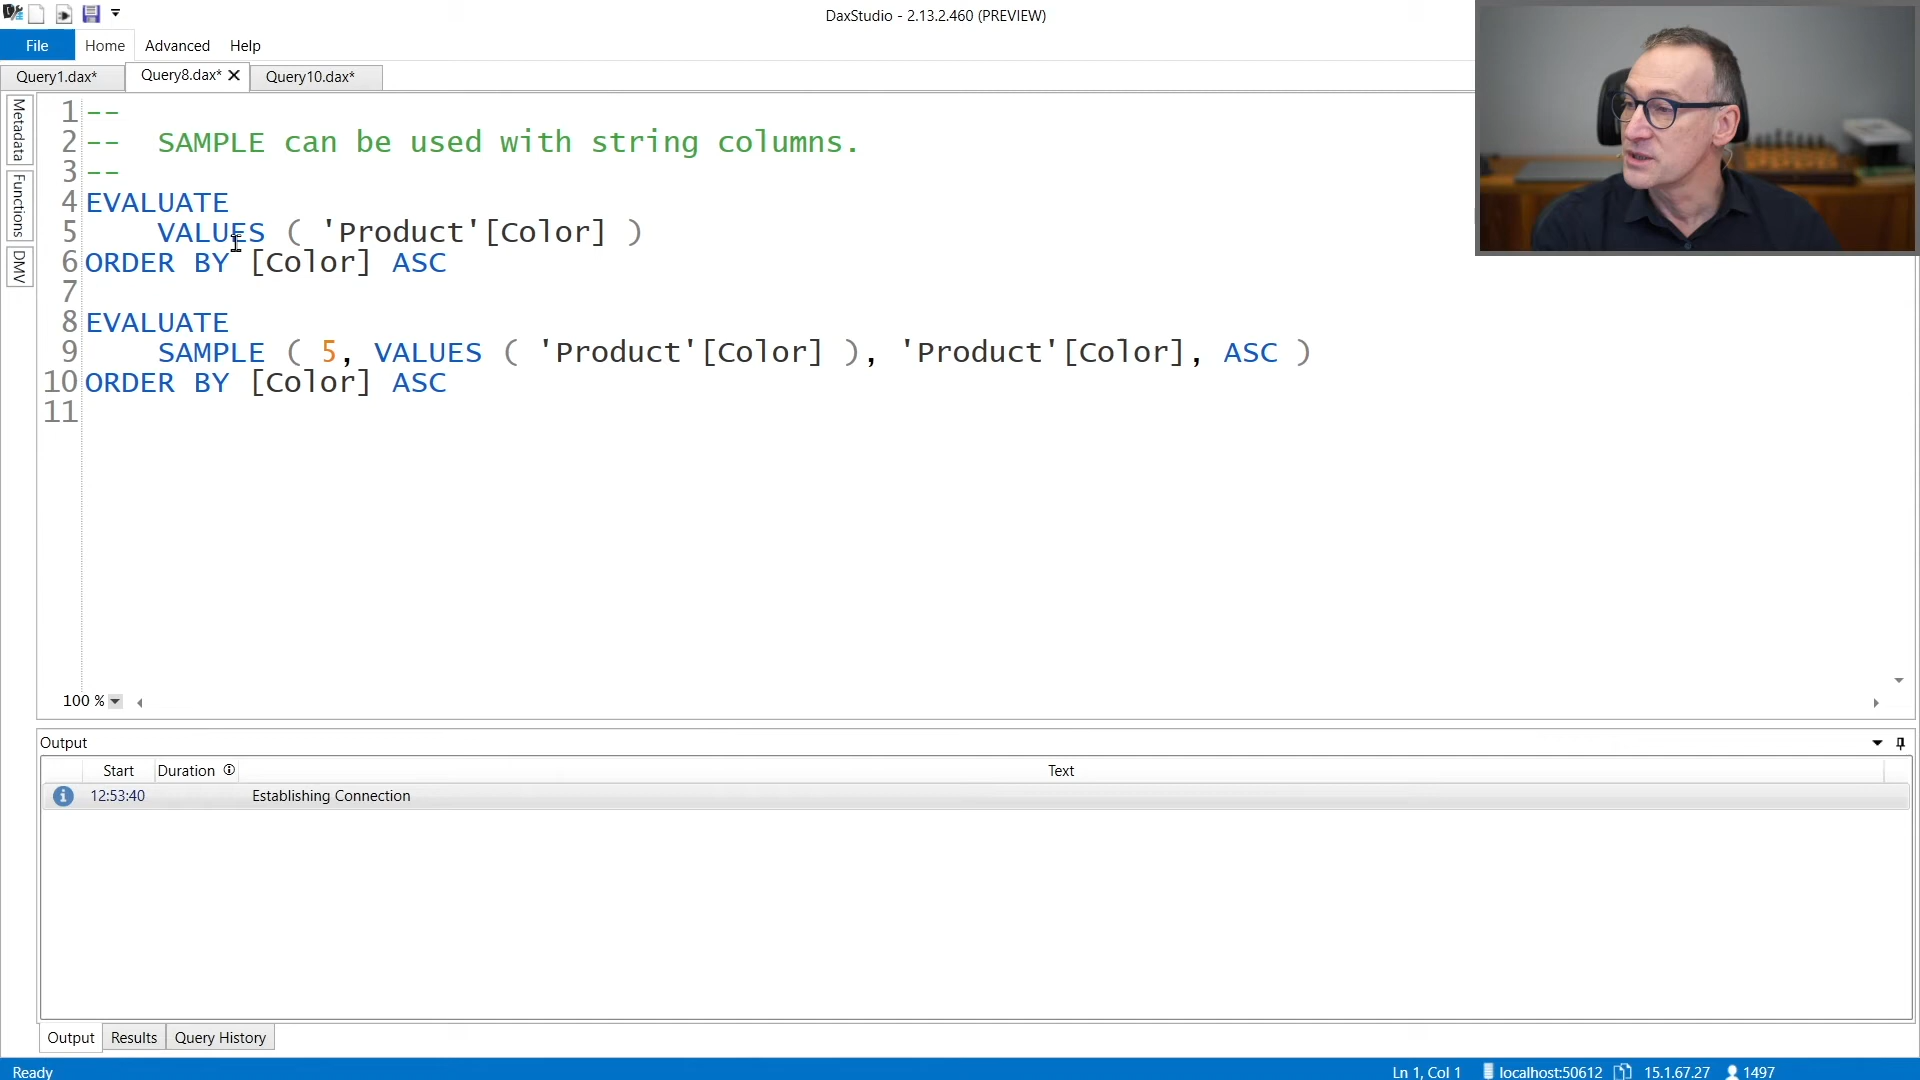 DaxStudio - 2.13.2.460 (PREVIEW)
File Home Advanced Help
Query1.dax* Query8.dax* Query10.dax*
Metadata
Functions
DMV
1 --
2 --  SAMPLE can be used with string columns.
3 --
4 EVALUATE
5     VALUES ( 'Product'[Color] )
6 ORDER BY [Color] ASC
7
8 EVALUATE
9     SAMPLE ( 5, VALUES ( 'Product'[Color] ), 'Product'[Color], ASC )
10 ORDER BY [Color] ASC
11
100 %
Output
Start Duration Text
12:53:40 Establishing Connection
Output Results Query History
Ready Ln 1, Col 1 localhost:50612 15.1.67.27 1497